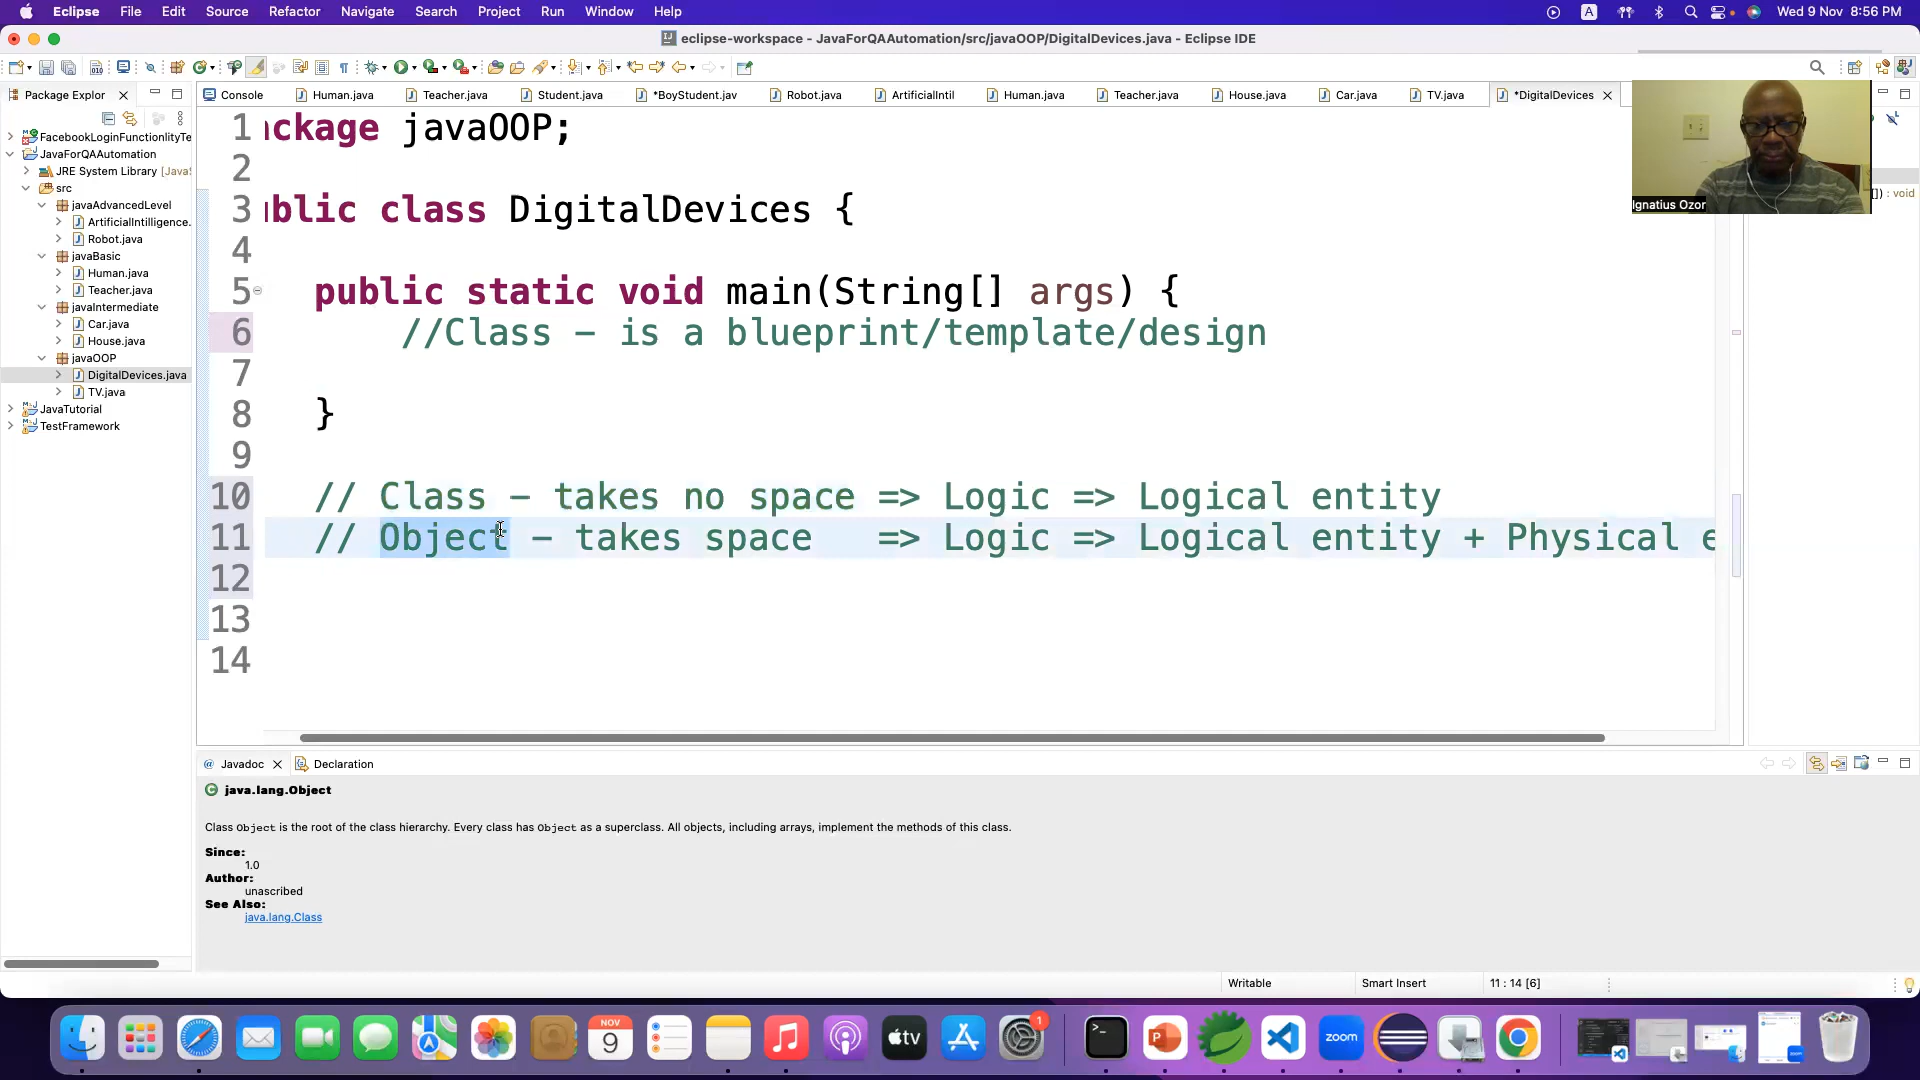 Eclipse File Edit Source Refactor Navigate Search Project Run Window Help
A Wed 9 Nov 8:56 PM
eclipse-workspace - JavaForQAAutomation/src/javaOOP/DigitalDevices.java - Eclipse IDE
Package Explor
Console Human.java Teacher.java Student.java *BoyStudent.jav Robot.java ArtificialIntil Human.java Teacher.java House.java Car.java TV.java *DigitalDevices
FacebookLoginFunctionlityTe
JavaForQAAutomation
JRE System Library [Java
src
javaAdvancedLevel
ArtificialIntilligence.
Robot.java
javaBasic
Human.java
Teacher.java
javaIntermediate
Car.java
House.java
javaOOP
DigitalDevices.java
TV.java
JavaTutorial
TestFramework
1 ackage javaOOP;
2
3 ublic class DigitalDevices {
4
5 public static void main(String[] args) {
6 //Class – is a blueprint/template/design
7
8 }
9
10 // Class – takes no space => Logic => Logical entity
11 // Object – takes space => Logic => Logical entity + Physical e
12
13
14
Ignatius Ozor
]) : void
Javadoc Declaration
java.lang.Object
Class Object is the root of the class hierarchy. Every class has Object as a superclass. All objects, including arrays, implement the methods of this class.
Since:
1.0
Author:
unascribed
See Also:
java.lang.Class
Writable Smart Insert 11 : 14 [6]
NOV
9
tv
1
zoom